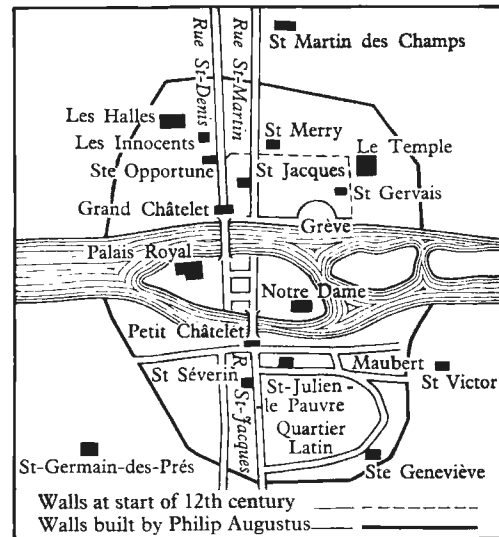 St Martin des Champs
Rue St-Denis
Rue St-Martin
Les Halles
Les Innocents
St Merry
Le Temple
Ste Opportune
St Jacques
St Gervais
Grand Châtelet
Grève
Palais Royal
Notre Dame
Petit Châtelet
Maubert
St Séverin
St-Julien-
le Pauvre
St Victor
R. St-Jacques
Quartier
Latin
St-Germain-des-Prés
Ste Geneviève
Walls at start of 12th century
Walls built by Philip Augustus